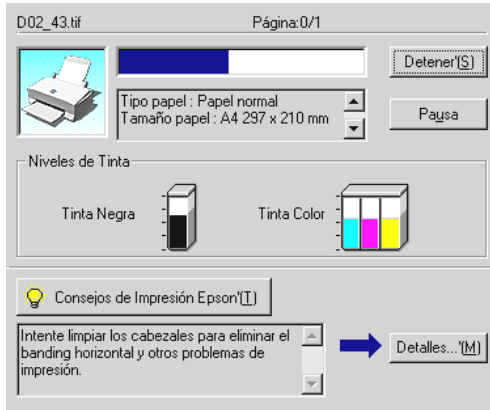 D02_43.tif Página:0/1
Detener'(S)
Tipo papel : Papel normal
Tamaño papel : A4 297 x 210 mm
Pausa
Niveles de Tinta
Tinta Negra Tinta Color
Consejos de Impresión Epson'(T)
Intente limpiar los cabezales para eliminar el
banding horizontal y otros problemas de
impresión.
Detalles...'(M)